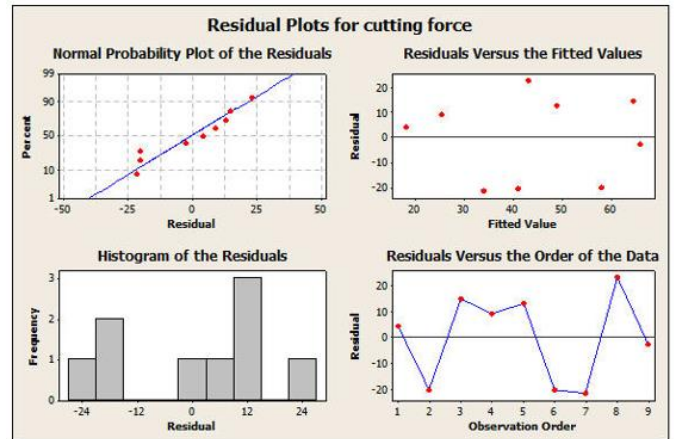 Residual Plots for cutting force
Normal Probability Plot of the Residuals
99
90
50
10
1
Percent
-50 -25 0 25 50
Residual
Residuals Versus the Fitted Values
20
10
0
-10
-20
Residual
20 30 40 50 60
Fitted Value
Histogram of the Residuals
3
2
1
0
Frequency
-24 -12 0 12 24
Residual
Residuals Versus the Order of the Data
20
10
0
-10
-20
Residual
1 2 3 4 5 6 7 8 9
Observation Order